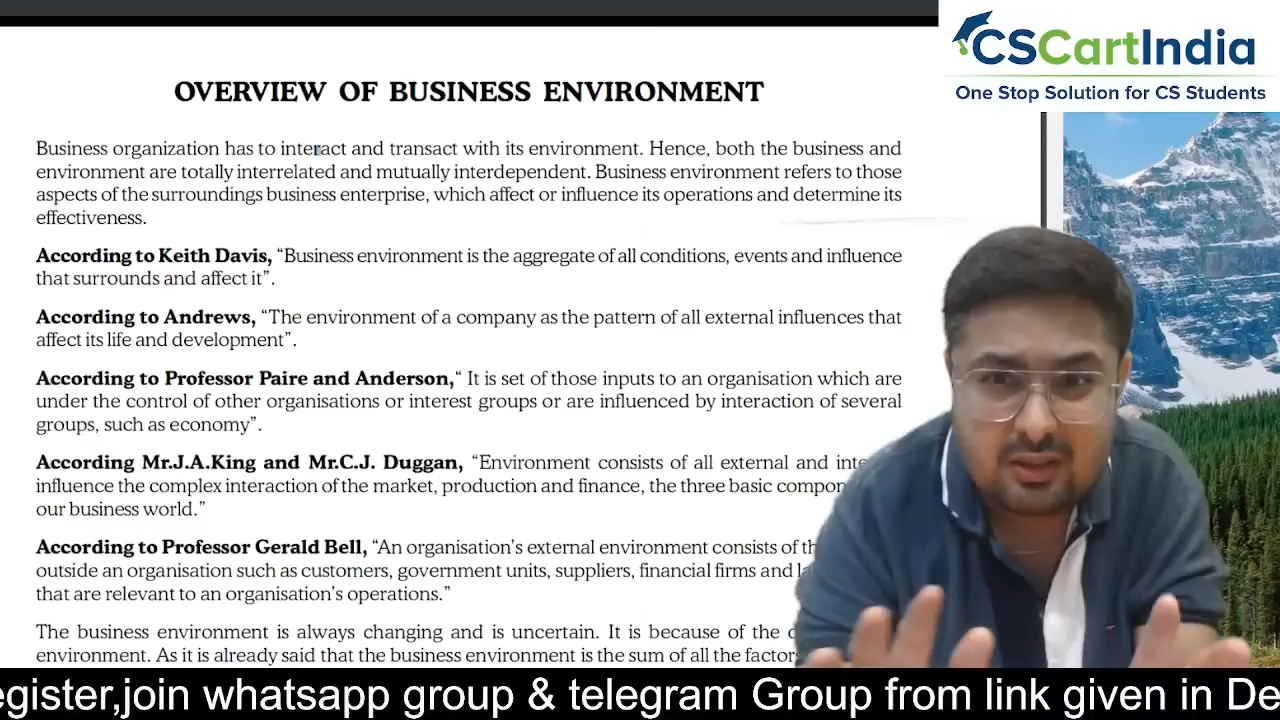 CSCartIndia
One Stop Solution for CS Students
OVERVIEW OF BUSINESS ENVIRONMENT
Business organization has to interact and transact with its environment. Hence, both the business and
environment are totally interrelated and mutually interdependent. Business environment refers to those
aspects of the surroundings business enterprise, which affect or influence its operations and determine its
effectiveness.
According to Keith Davis, “Business environment is the aggregate of all conditions, events and influence
that surrounds and affect it”.
According to Andrews, “The environment of a company as the pattern of all external influences that
affect its life and development”.
According to Professor Paire and Anderson,“ It is set of those inputs to an organisation which are
under the control of other organisations or interest groups or are influenced by interaction of several
groups, such as economy”.
According Mr.J.A.King and Mr.C.J. Duggan, “Environment consists of all external and
influence the complex interaction of the market, production and finance, the three basic
our business world.”
According to Professor Gerald Bell, “An organisation’s external environment consists of
outside an organisation such as customers, government units, suppliers, financial firms and
that are relevant to an organisation’s operations.”
The business environment is always changing and is uncertain. It is because of the
environment. As it is already said that the business environment is the sum of all the
egister,join whatsapp group & telegram Group from link given in De